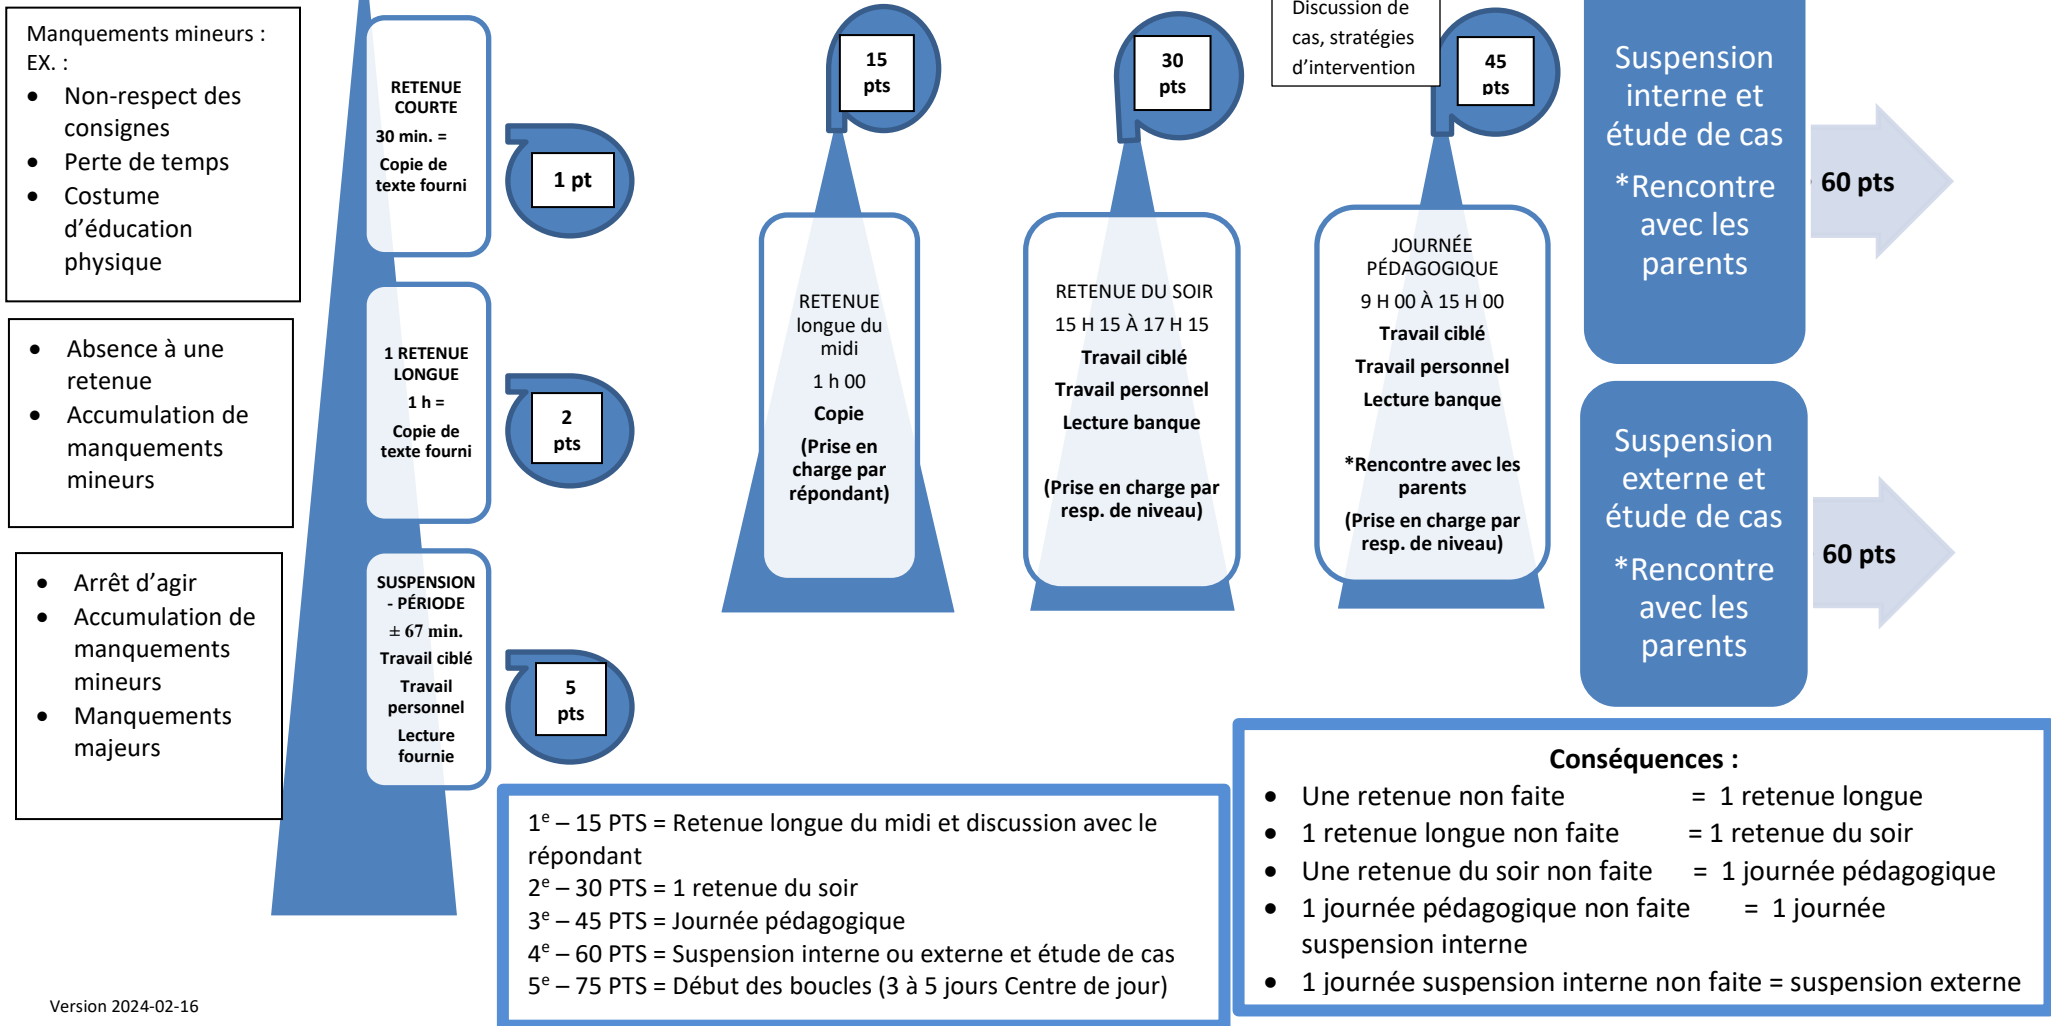 Manquements mineurs :
EX. :
• Non-respect des
consignes
• Perte de temps
• Costume
d’éducation
physique
• Absence à une
retenue
• Accumulation de
manquements
mineurs
• Arrêt d’agir
• Accumulation de
manquements
mineurs
• Manquements
majeurs
RETENUE
COURTE
30 min. =
Copie de
texte fourni
1 pt
1 RETENUE
LONGUE
1 h =
Copie de
texte fourni
2
pts
SUSPENSION
- PÉRIODE
± 67 min.
Travail ciblé
Travail
personnel
Lecture
fournie
5
pts
15
pts
RETENUE
longue du
midi
1 h 00
Copie
(Prise en
charge par
répondant)
30
pts
RETENUE DU SOIR
15 H 15 À 17 H 15
Travail ciblé
Travail personnel
Lecture banque
(Prise en charge par
resp. de niveau)
Discussion de
cas, stratégies
d’intervention
45
pts
JOURNÉE
PÉDAGOGIQUE
9 H 00 À 15 H 00
Travail ciblé
Travail personnel
Lecture banque
*Rencontre avec les
parents
(Prise en charge par
resp. de niveau)
Suspension
interne et
étude de cas
*Rencontre
avec les
parents
60 pts
Suspension
externe et
étude de cas
*Rencontre
avec les
parents
60 pts
1e – 15 PTS = Retenue longue du midi et discussion avec le
répondant
2e – 30 PTS = 1 retenue du soir
3e – 45 PTS = Journée pédagogique
4e – 60 PTS = Suspension interne ou externe et étude de cas
5e – 75 PTS = Début des boucles (3 à 5 jours Centre de jour)
Conséquences :
• Une retenue non faite = 1 retenue longue
• 1 retenue longue non faite = 1 retenue du soir
• Une retenue du soir non faite = 1 journée pédagogique
• 1 journée pédagogique non faite = 1 journée
suspension interne
• 1 journée suspension interne non faite = suspension externe
Version 2024-02-16